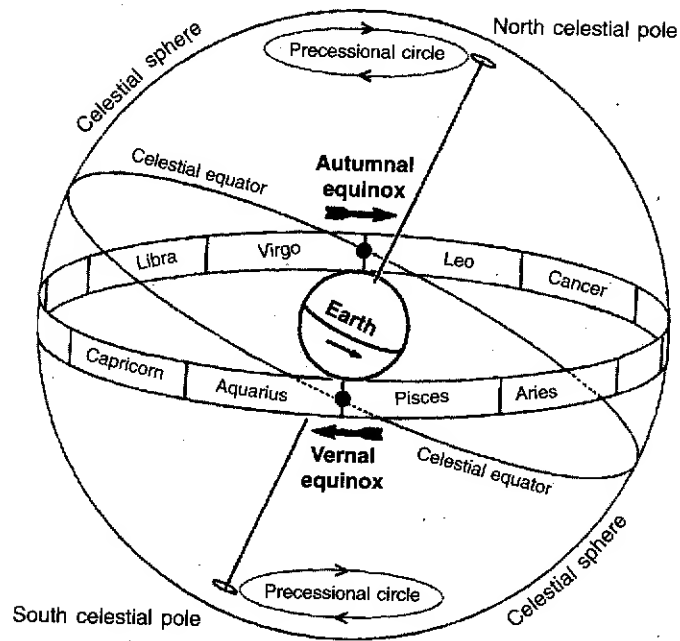 North celestial pole
Precessional circle
Celestial sphere
Celestial equator
Autumnal
equinox
Libra
Virgo
Leo
Cancer
Earth
Capricorn
Aquarius
Pisces
Aries
Vernal
equinox
Celestial equator
Celestial sphere
Precessional circle
South celestial pole